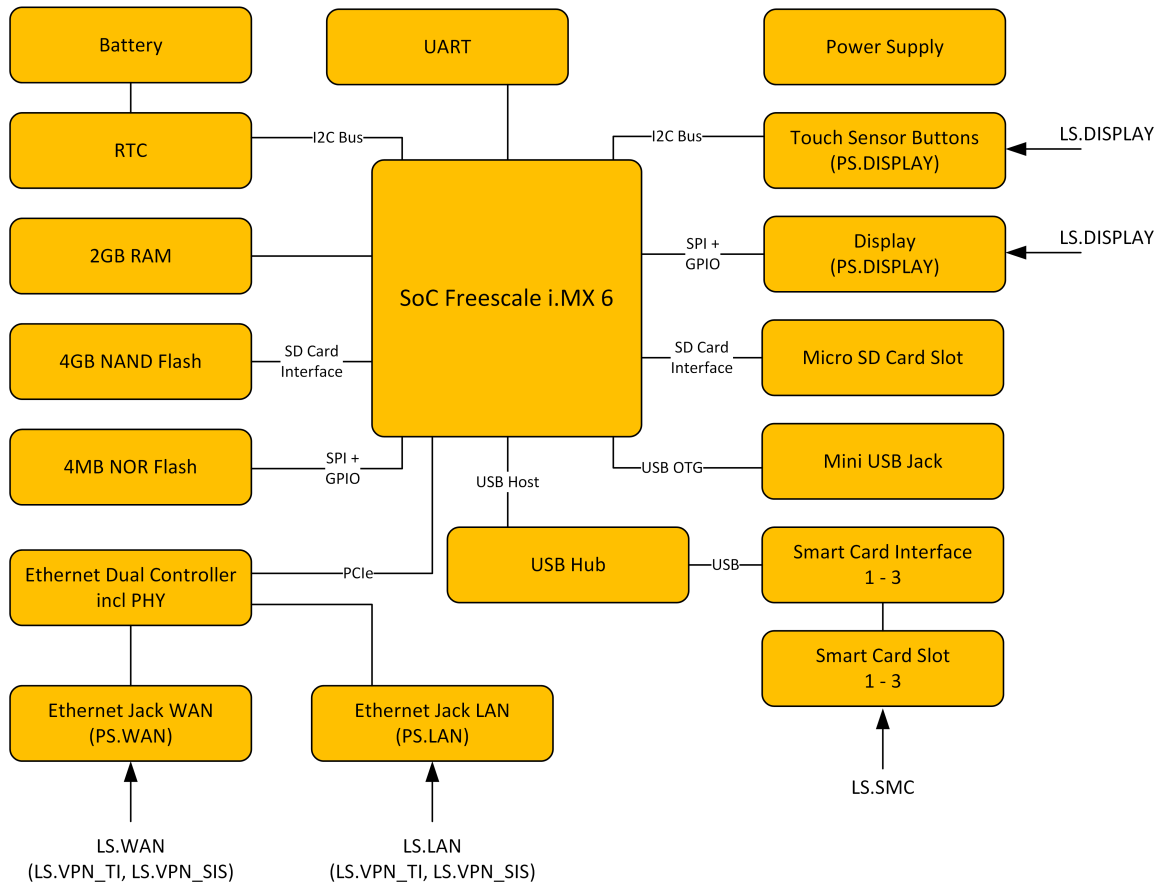 Battery
UART
Power Supply
RTC
I2C Bus
I2C Bus
Touch Sensor Buttons
(PS.DISPLAY)
LS.DISPLAY
2GB RAM
SoC Freescale i.MX 6
SPI +
GPIO
Display
(PS.DISPLAY)
LS.DISPLAY
4GB NAND Flash
SD Card
Interface
SD Card
Interface
Micro SD Card Slot
4MB NOR Flash
SPI +
GPIO
USB Host
USB OTG
Mini USB Jack
Ethernet Dual Controller
incl PHY
PCIe
USB Hub
USB
Smart Card Interface
1 - 3
Smart Card Slot
1 - 3
Ethernet Jack WAN
(PS.WAN)
Ethernet Jack LAN
(PS.LAN)
LS.SMC
LS.WAN
(LS.VPN_TI, LS.VPN_SIS)
LS.LAN
(LS.VPN_TI, LS.VPN_SIS)